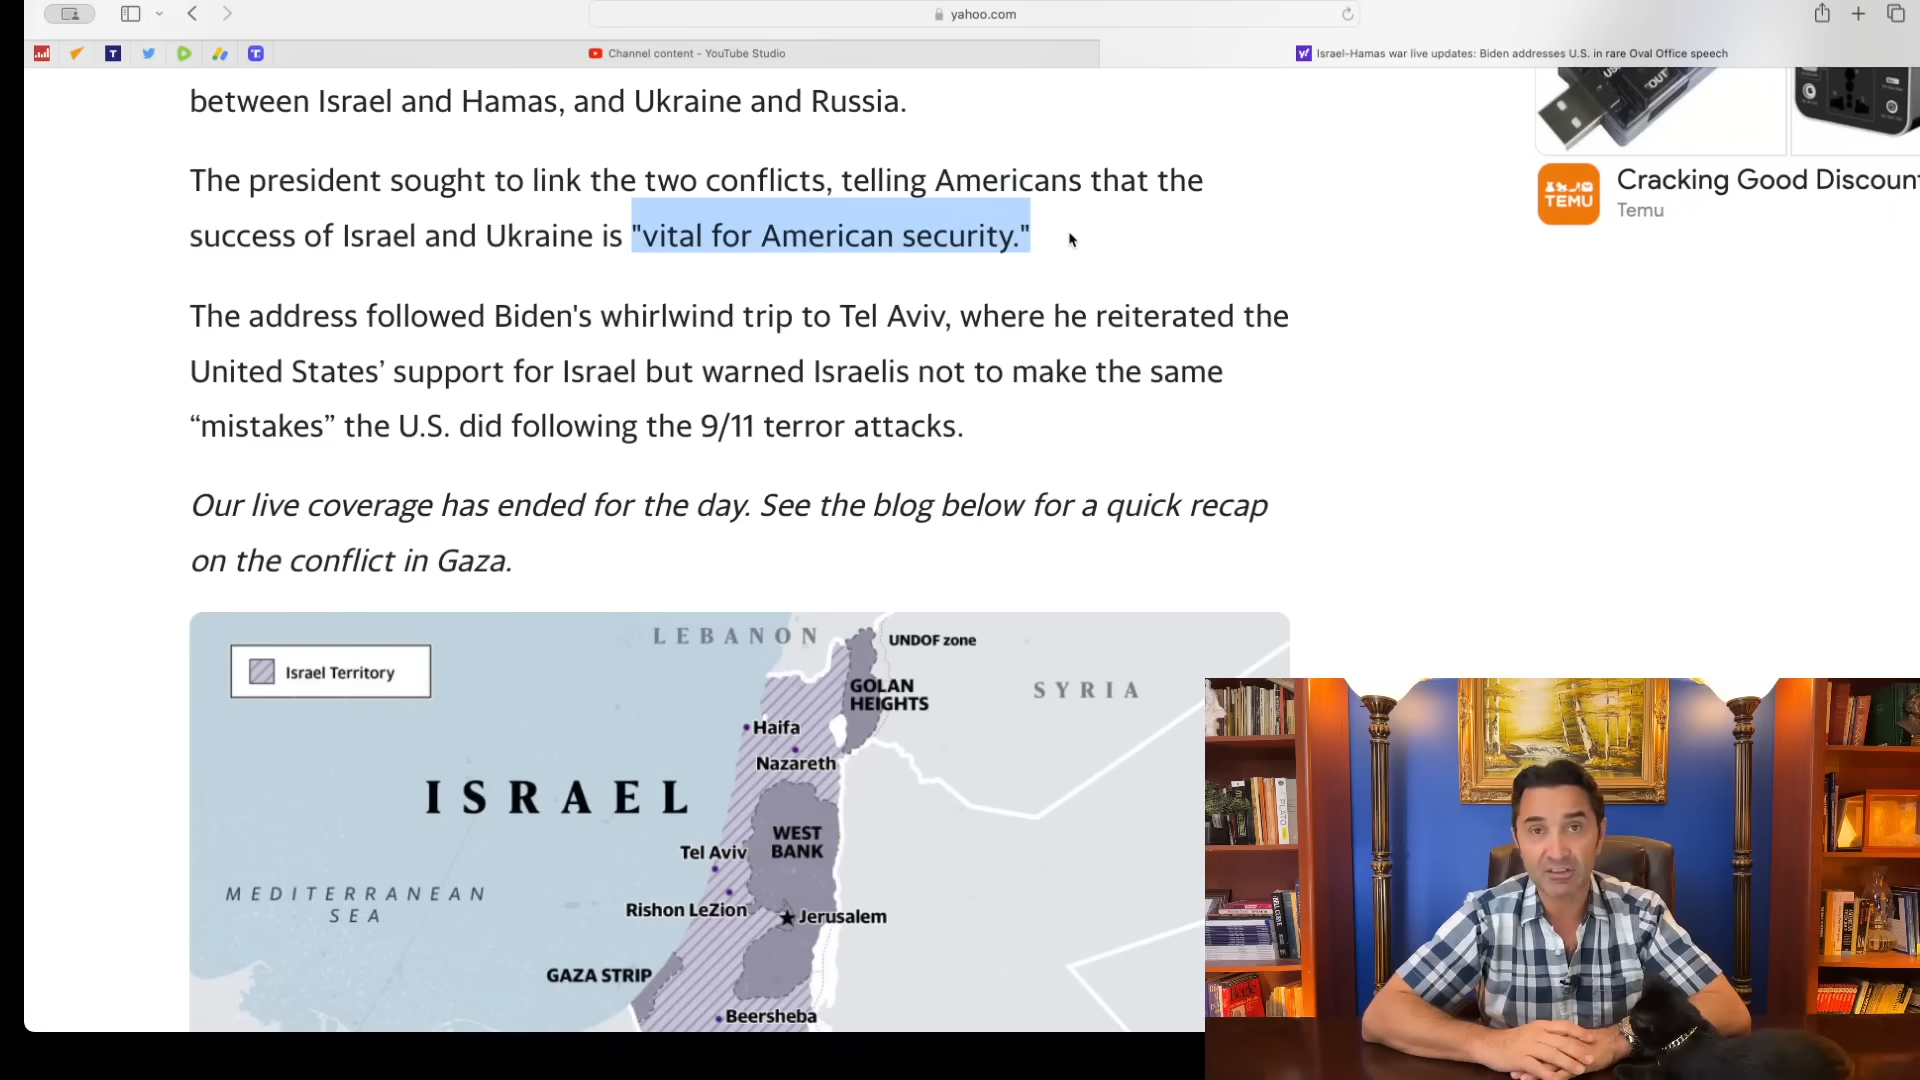 yahoo.com
T
Channel content - YouTube Studio
y!
Israel-Hamas war live updates: Biden addresses U.S. in rare Oval Office speech
between Israel and Hamas, and Ukraine and Russia.
The president sought to link the two conflicts, telling Americans that the
success of Israel and Ukraine is "vital for American security."
The address followed Biden's whirlwind trip to Tel Aviv, where he reiterated the
United States’ support for Israel but warned Israelis not to make the same
“mistakes” the U.S. did following the 9/11 terror attacks.
Our live coverage has ended for the day. See the blog below for a quick recap
on the conflict in Gaza.
OUT
TEMU
Cracking Good Discount
Temu
Israel Territory
LEBANON
UNDOF zone
GOLAN
HEIGHTS
SYRIA
Haifa
Nazareth
ISRAEL
WEST
BANK
Tel Aviv
MEDITERRANEAN
SEA
Rishon LeZion
Jerusalem
GAZA STRIP
Beersheba
PLATO